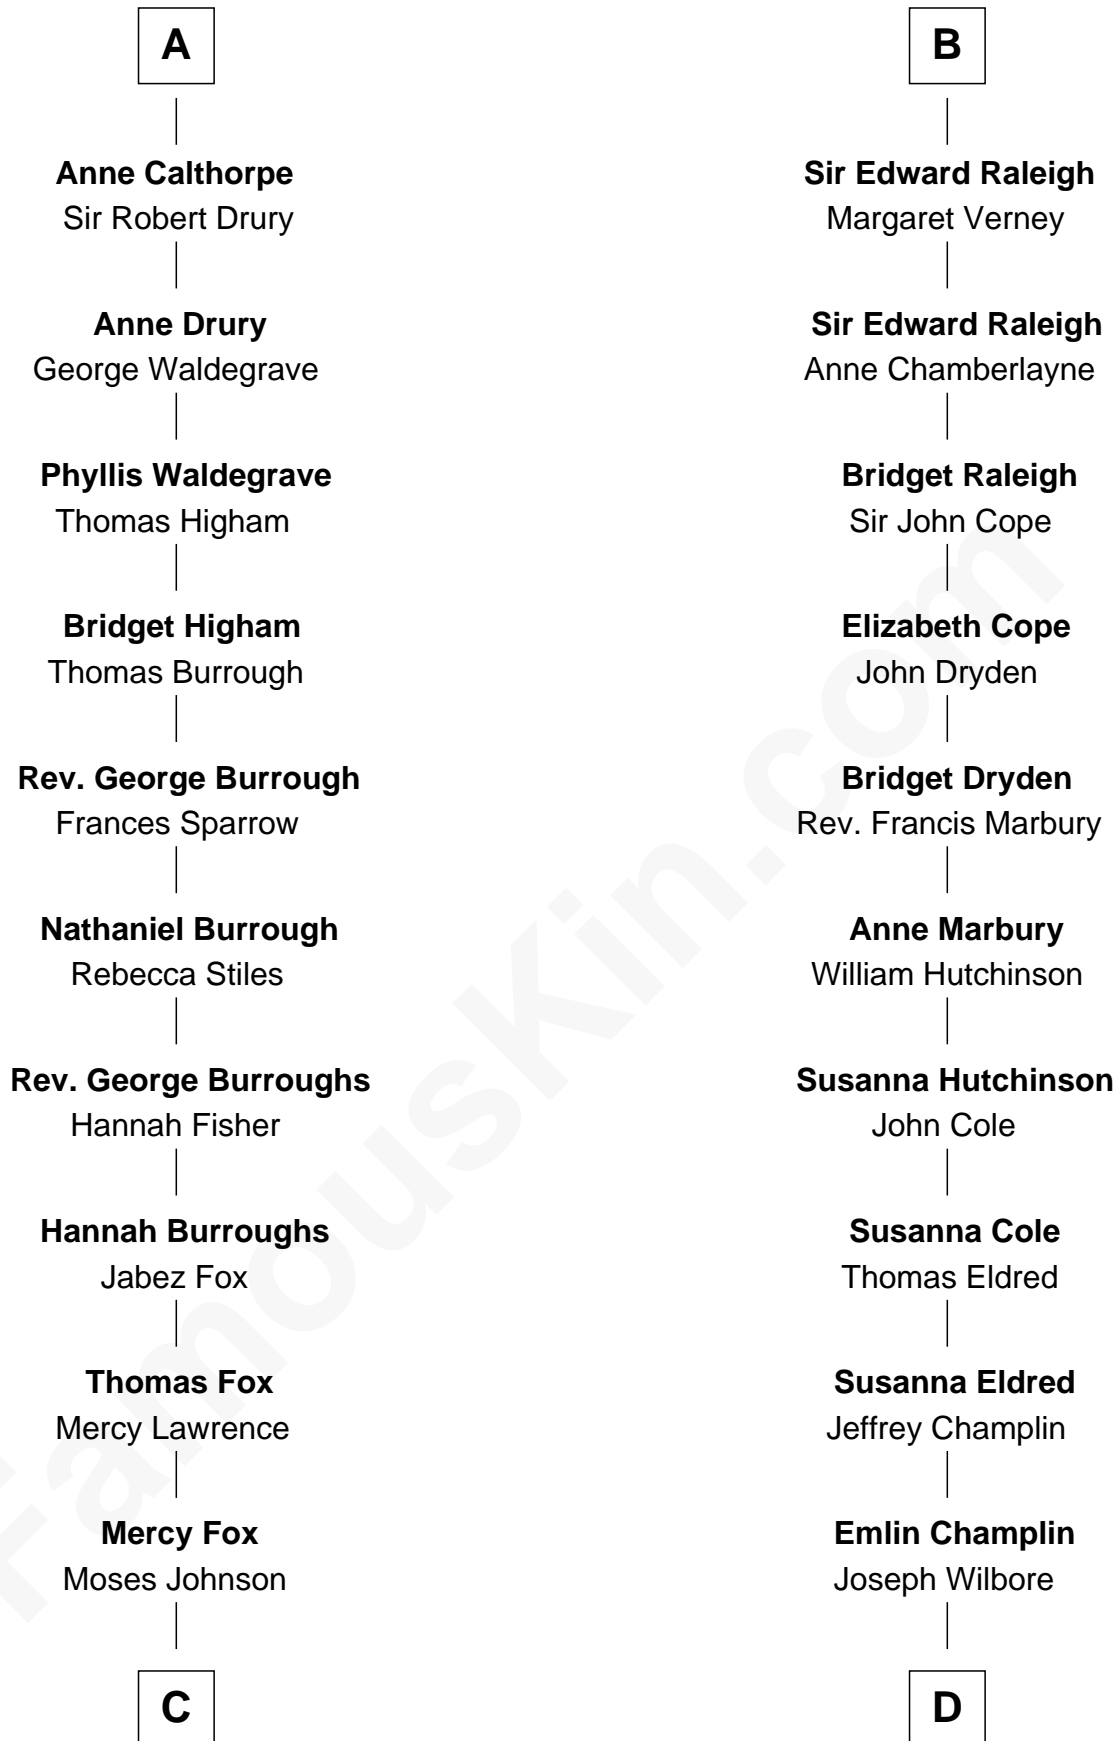 A
Anne Calthorpe
Sir Robert Drury
Anne Drury
George Waldegrave
Phyllis Waldegrave
Thomas Higham
Bridget Higham
Thomas Burrough
Rev. George Burrough
Frances Sparrow
Nathaniel Burrough
Rebecca Stiles
Rev. George Burroughs
Hannah Fisher
Hannah Burroughs
Jabez Fox
Thomas Fox
Mercy Lawrence
Mercy Fox
Moses Johnson
C
B
Sir Edward Raleigh
Margaret Verney
Sir Edward Raleigh
Anne Chamberlayne
Bridget Raleigh
Sir John Cope
Elizabeth Cope
John Dryden
Bridget Dryden
Rev. Francis Marbury
Anne Marbury
William Hutchinson
Susanna Hutchinson
John Cole
Susanna Cole
Thomas Eldred
Susanna Eldred
Jeffrey Champlin
Emlin Champlin
Joseph Wilbore
D
FamousKin.com